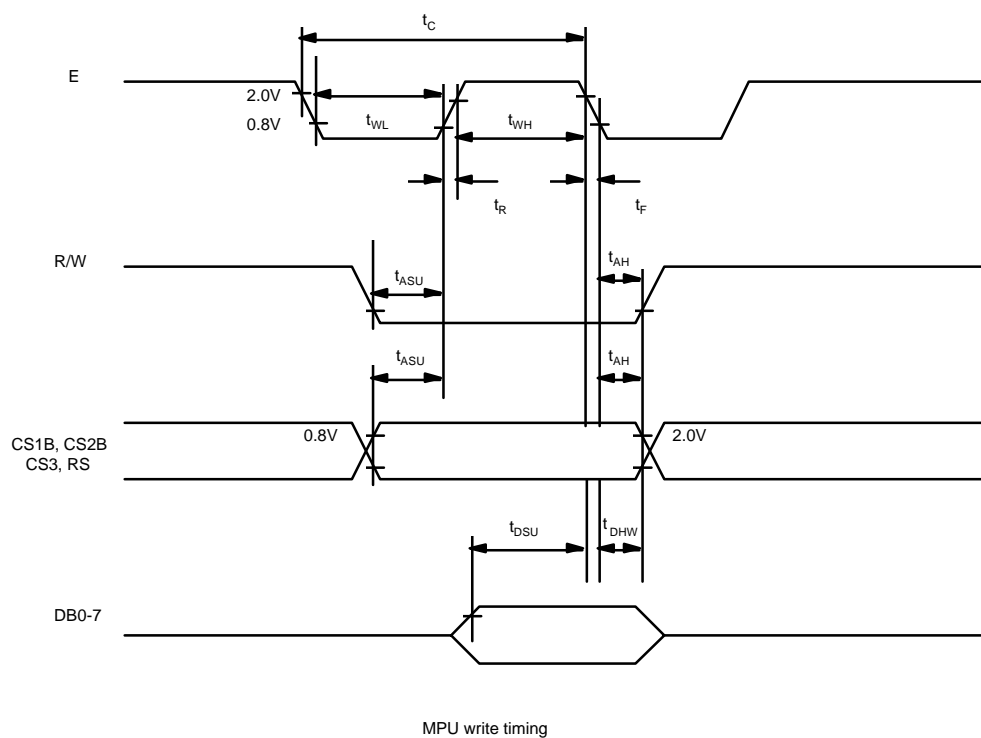 tC
E
2.0V
0.8V
tWL
tWH
tR
tF
R/W
tASU
tAH
tASU
tAH
CS1B, CS2B
CS3, RS
0.8V
2.0V
tDSU
tDHW
DB0-7
MPU write timing